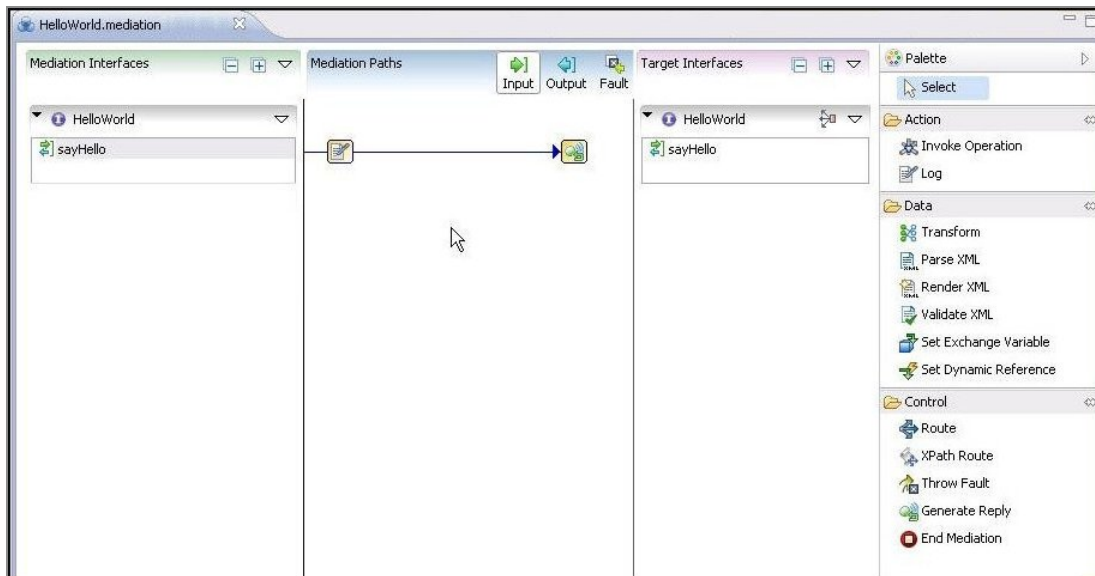 HelloWorld.mediation
Mediation Interfaces
Mediation Paths
Input
Output
Fault
Target Interfaces
HelloWorld
sayHello
HelloWorld
sayHello
Palette
Select
Action
Invoke Operation
Log
Data
Transform
Parse XML
Render XML
Validate XML
Set Exchange Variable
Set Dynamic Reference
Control
Route
XPath Route
Throw Fault
Generate Reply
End Mediation